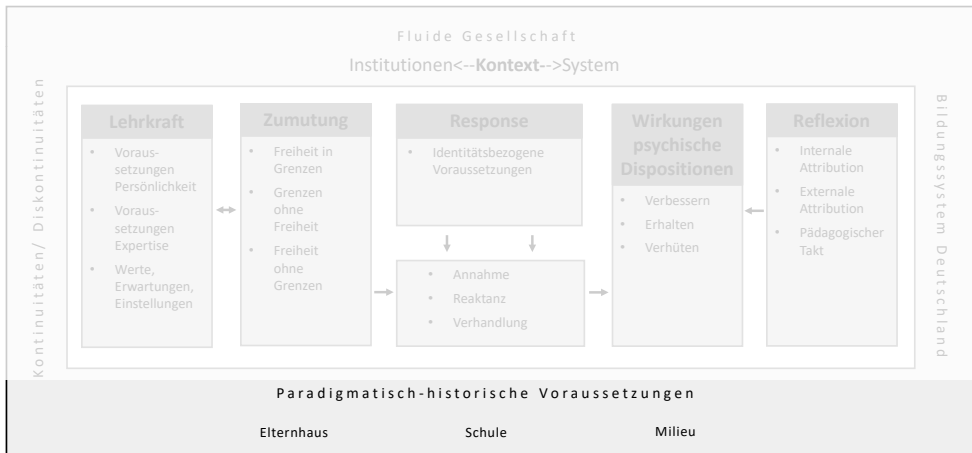 Fluide Gesellschaft
Institutionen<--Kontext-->System
Kontinuitäten/ Diskontinuitäten
Lehrkraft
• Voraus-
setzungen
Persönlichkeit
• Voraus-
setzungen
Expertise
• Werte,
Erwartungen,
Einstellungen
Zumutung
• Freiheit in
Grenzen
• Grenzen
ohne
Freiheit
• Freiheit
ohne
Grenzen
Response
• Identitätsbezogene
Voraussetzungen
• Annahme
• Reaktanz
• Verhandlung
Wirkungen
psychische
Dispositionen
• Verbessern
• Erhalten
• Verhüten
Reflexion
• Internale
Attribution
• Externale
Attribution
• Pädagogischer
Takt
Bildungssystem Deutschland
Paradigmatisch-historische Voraussetzungen
Elternhaus Schule Milieu